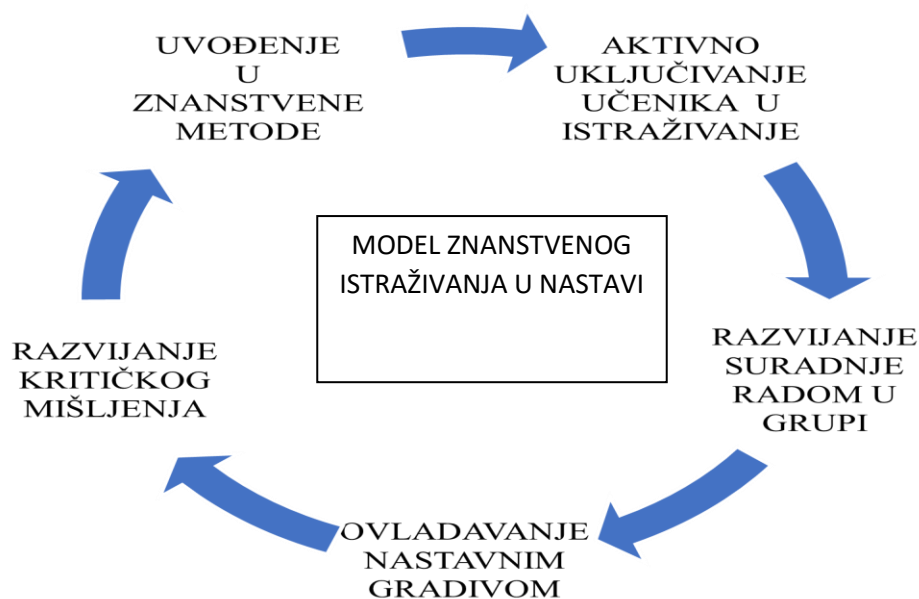 UVOĐENJE
U
ZNANSTVENE
METODE
AKTIVNO
UKLJUČIVANJE
UČENIKA U
ISTRAŽIVANJE
MODEL ZNANSTVENOG
ISTRAŽIVANJA U NASTAVI
RAZVIJANJE
SURADNJE
RADOM U
GRUPI
OVLADAVANJE
NASTAVNIM
GRADIVOM
RAZVIJANJE
KRITIČKOG
MIŠLJENJA